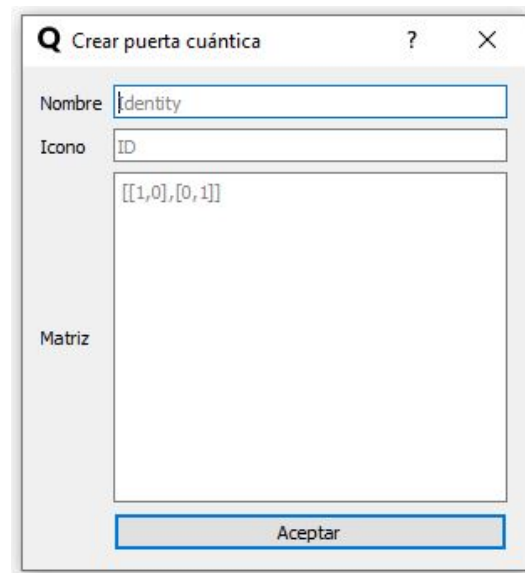 Q Crear puerta cuántica ? X
Nombre Identity
Icono ID
[[1,0],[0,1]]
Matriz
Aceptar